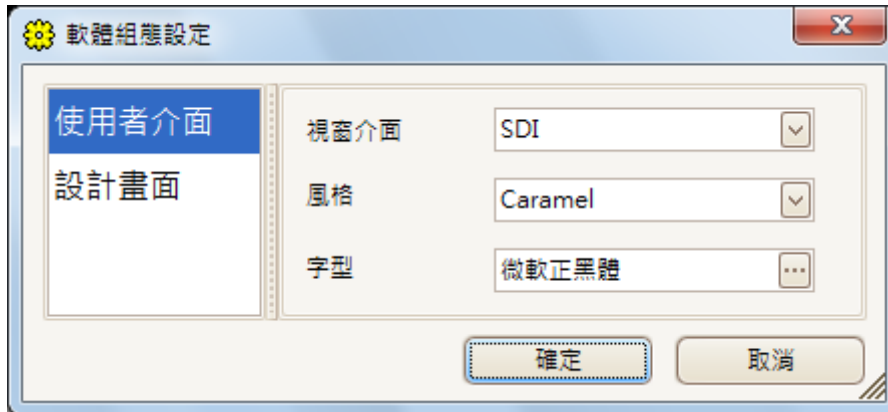 軟體組態設定
使用者介面
設計畫面
視窗介面 SDI
風格 Caramel
字型 微軟正黑體 ...
確定 取消